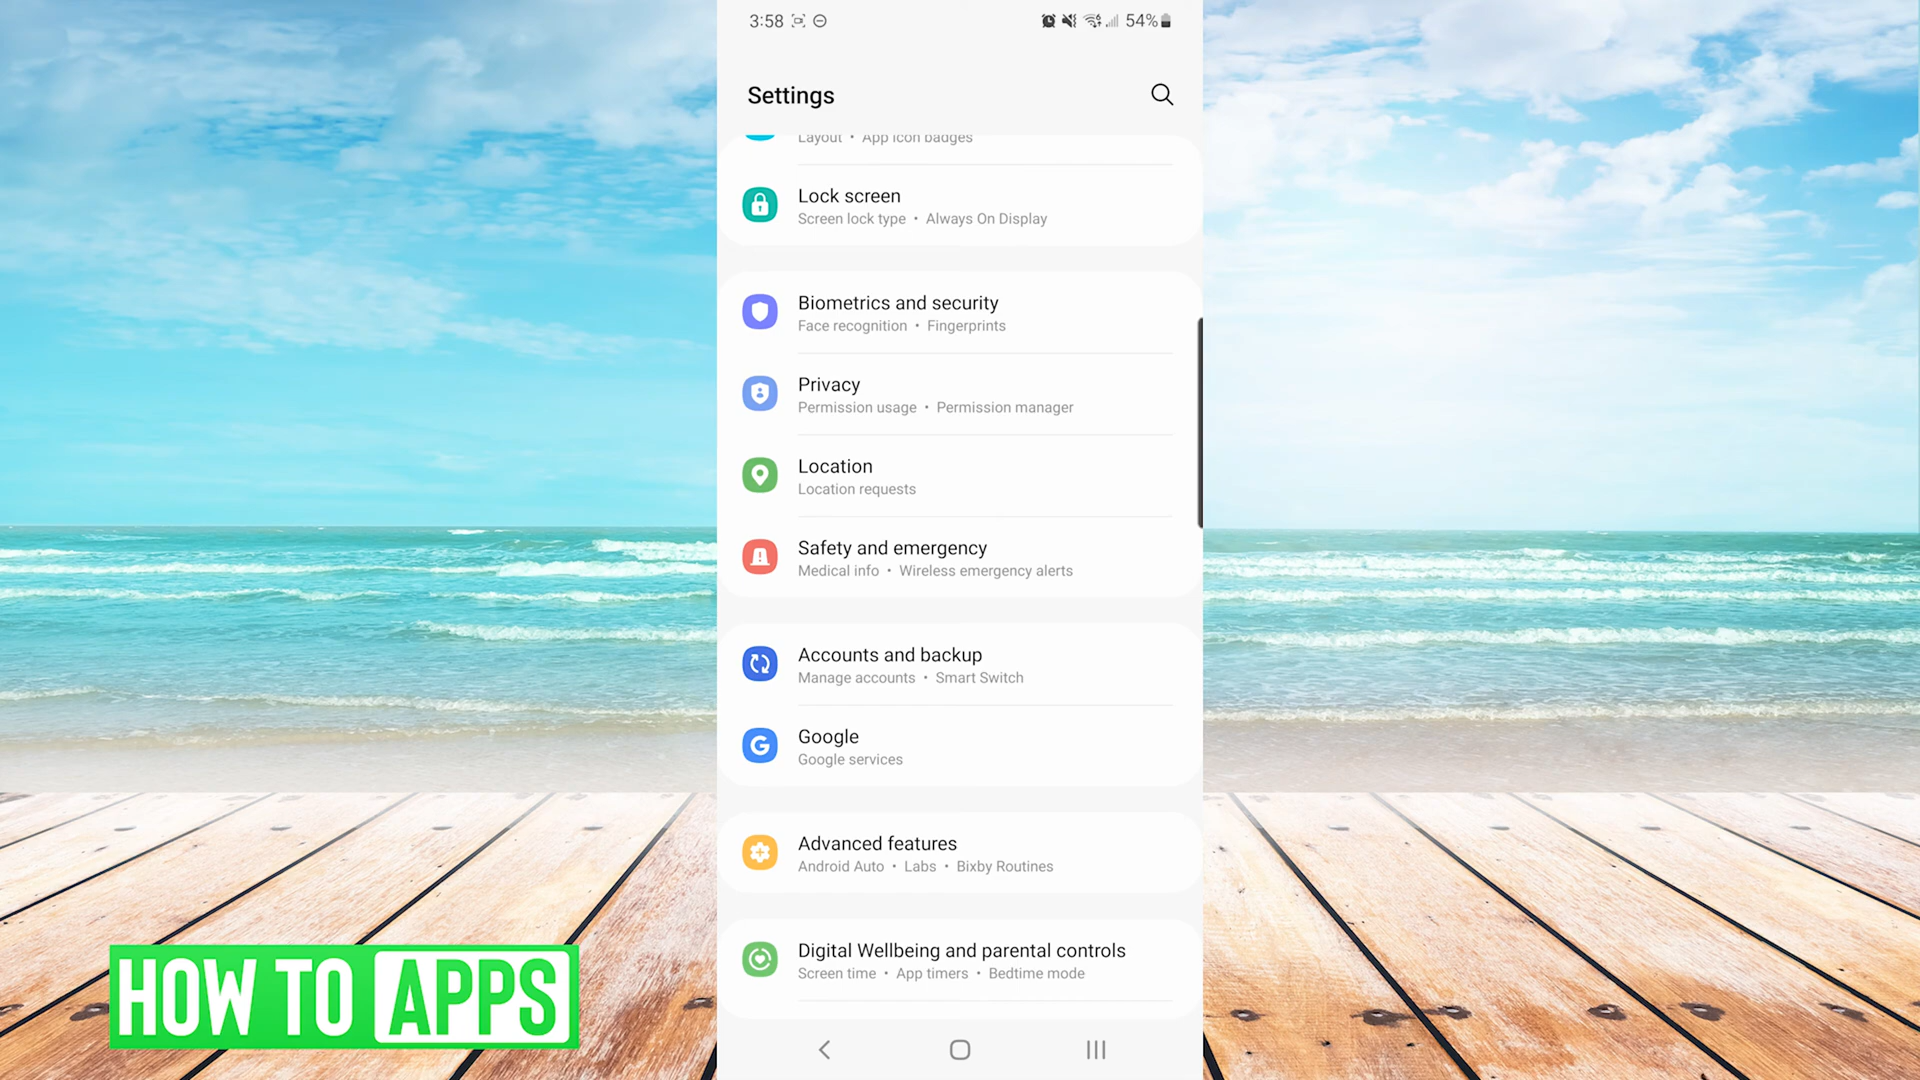 3:58
54%
Settings
Layout • App icon badges
Lock screen
Screen lock type • Always On Display
Biometrics and security
Face recognition • Fingerprints
Privacy
Permission usage • Permission manager
Location
Location requests
Safety and emergency
Medical info • Wireless emergency alerts
Accounts and backup
Manage accounts • Smart Switch
Google
Google services
Advanced features
Android Auto • Labs • Bixby Routines
Digital Wellbeing and parental controls
Screen time • App timers • Bedtime mode
HOW TO APPS